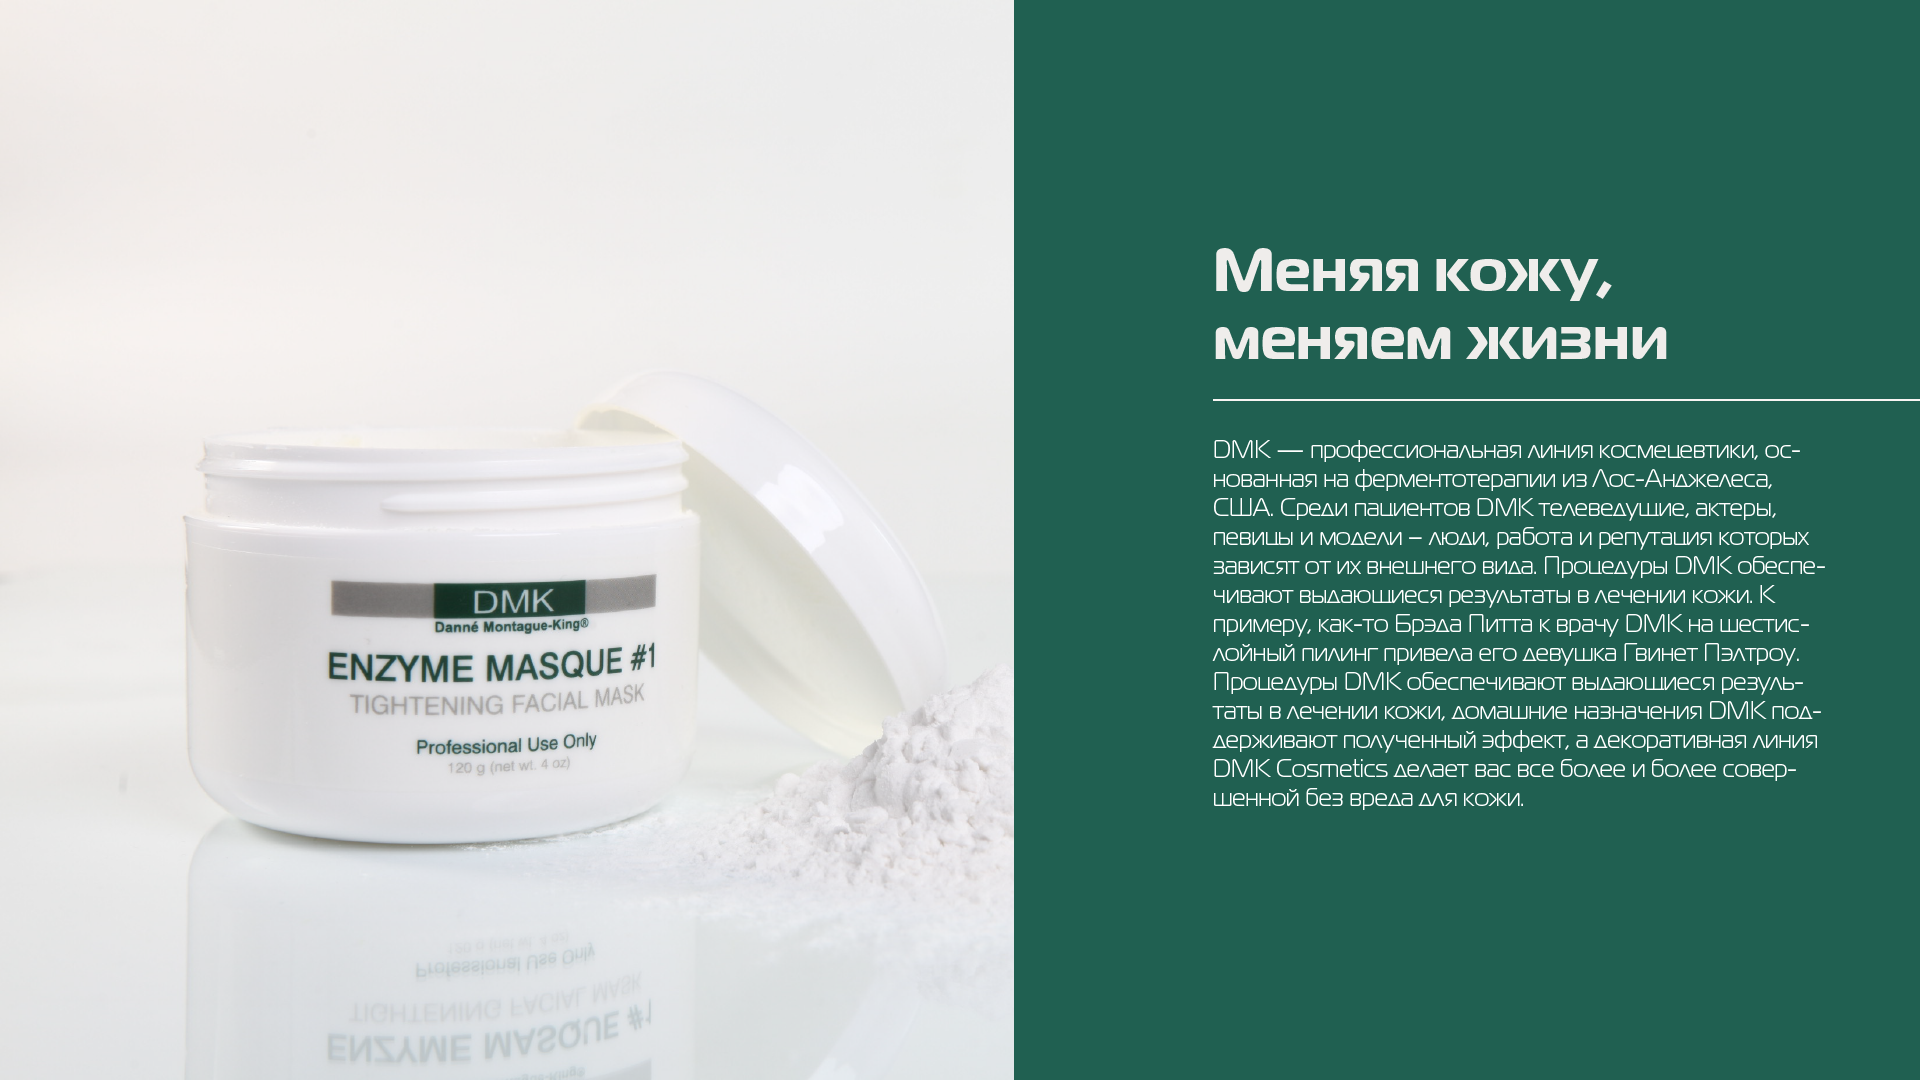 DMK
Danné Montague-King®
ENZYME MASQUE #1
TIGHTENING FACIAL MASK
Professional Use Only
120 g (net wt. 4 oz)
Меняя кожу,
меняем жизни
DMK — профессиональная линия космецевтики, ос-
нованная на ферментотерапии из Лос-Анджелеса,
США. Среди пациентов DMK телеведущие, актеры,
певицы и модели – люди, работа и репутация которых
зависят от их внешнего вида. Процедуры DMK обеспе-
чивают выдающиеся результаты в лечении кожи. К
примеру, как-то Брэда Питта к врачу DMK на шестис-
лойный пилинг привела его девушка Гвинет Пэлтроу.
Процедуры DMK обеспечивают выдающиеся резуль-
таты в лечении кожи, домашние назначения DMK под-
держивают полученный эффект, а декоративная линия
DMK Cosmetics делает вас все более и более совер-
шенной без вреда для кожи.